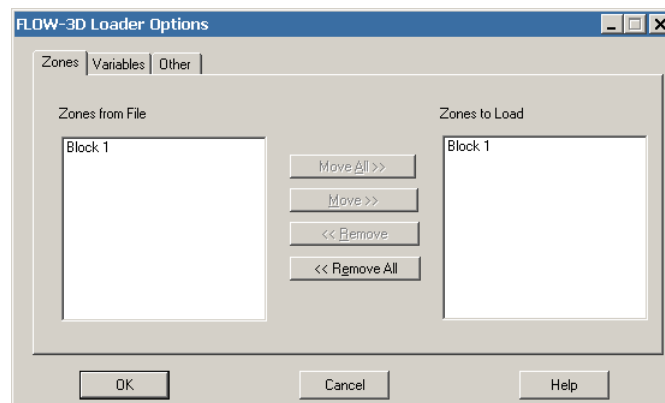 FLOW-3D Loader Options
Zones Variables Other
Zones from File
Zones to Load
Block 1
Block 1
Move All >>
Move >>
<< Remove
<< Remove All
OK
Cancel
Help